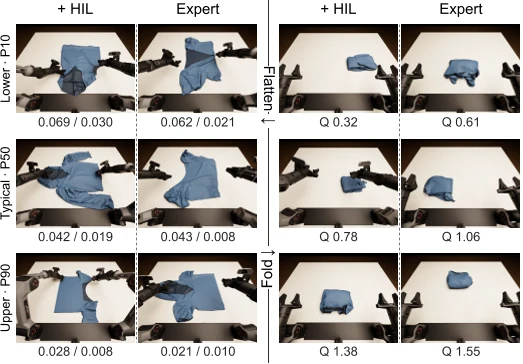 + HIL Expert + HIL Expert
Lower · P10
0.069 / 0.030 0.062 / 0.021 Q 0.32 Q 0.61
Flatten
←
Typical · P50
0.042 / 0.019 0.043 / 0.008 Q 0.78 Q 1.06
Fold →
Upper · P90
0.028 / 0.008 0.021 / 0.010 Q 1.38 Q 1.55